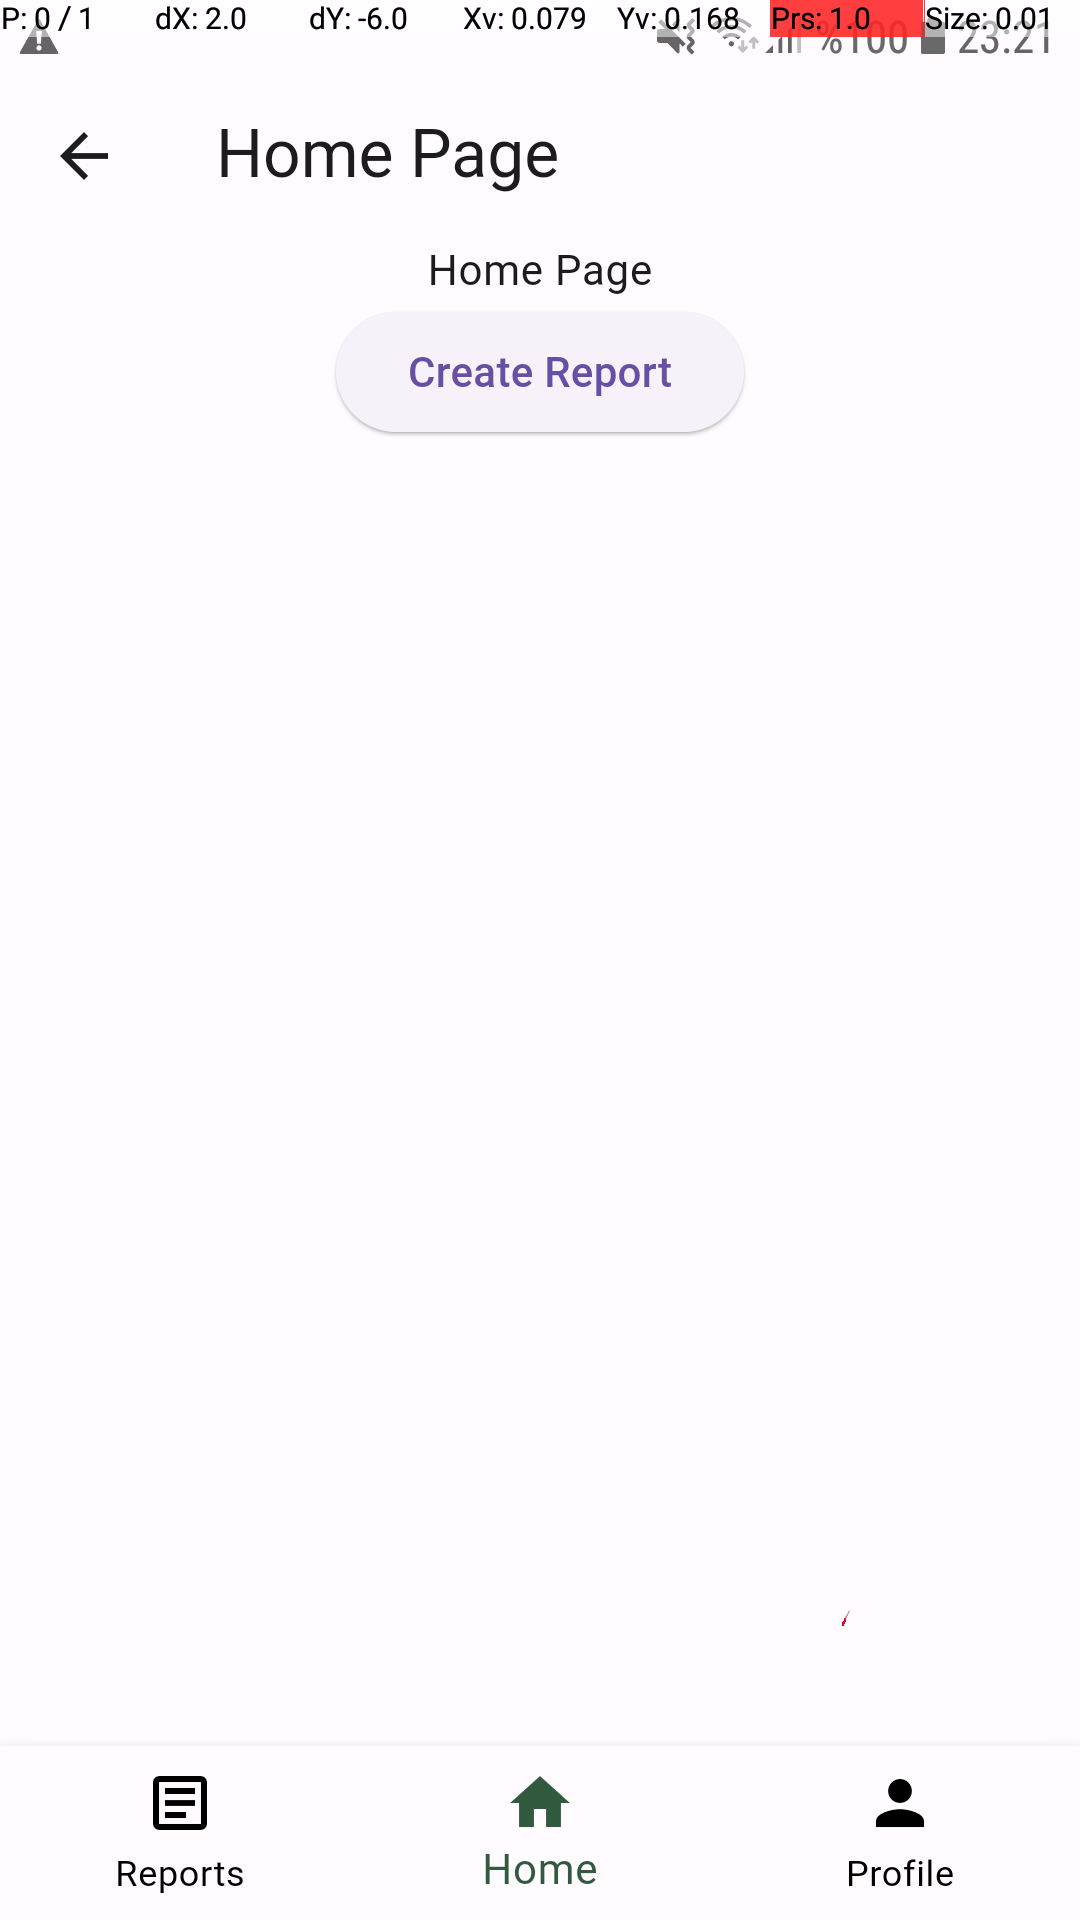 P: 0 / 1 dX: 2.0 dY: -6.0 Xv: 0.079 Yv: 0.168 Prs: 1.0 Size: 0.01
%100 23:21
Home Page
Home Page
Create Report
Reports Home Profile